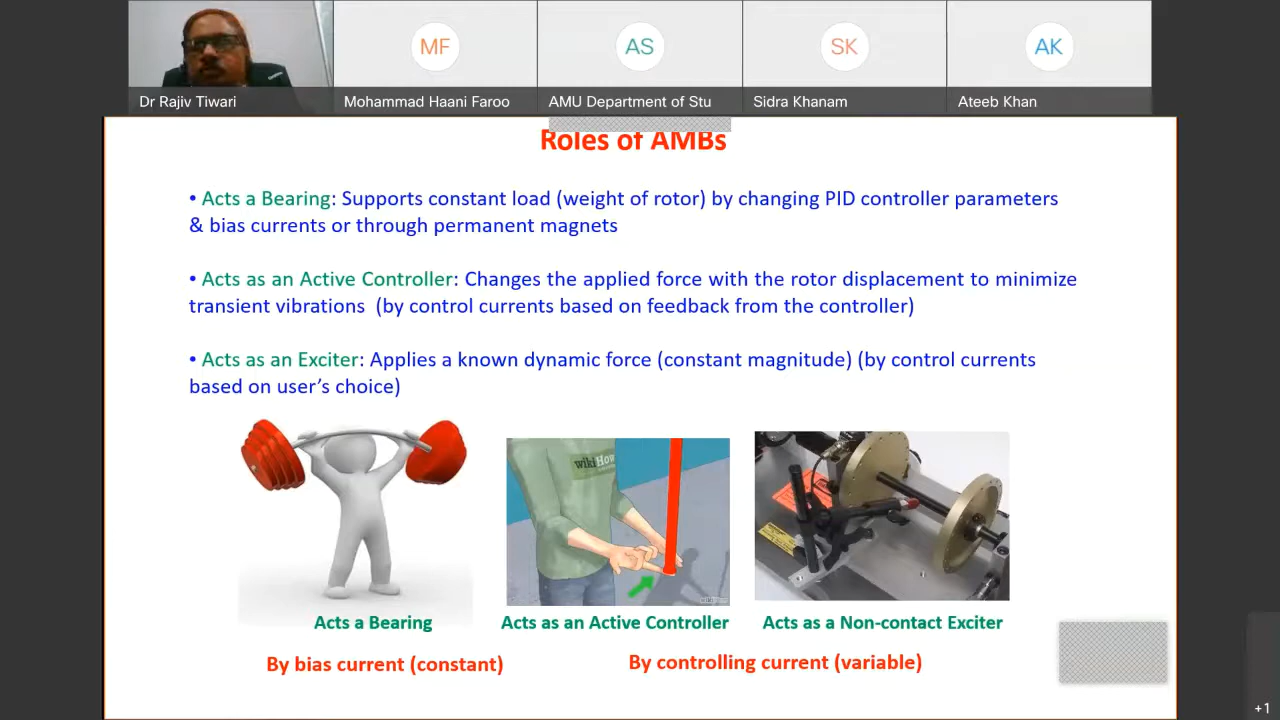 MF
AS
SK
AK
Dr Rajiv Tiwari
Mohammad Haani Faroo
AMU Department of Stu
Sidra Khanam
Ateeb Khan
Roles of AMBs
• Acts a Bearing: Supports constant load (weight of rotor) by changing PID controller parameters
& bias currents or through permanent magnets
• Acts as an Active Controller: Changes the applied force with the rotor displacement to minimize
transient vibrations (by control currents based on feedback from the controller)
• Acts as an Exciter: Applies a known dynamic force (constant magnitude) (by control currents
based on user's choice)
wikiHow
wikiHow
Acts a Bearing
Acts as an Active Controller
Acts as a Non-contact Exciter
By bias current (constant)
By controlling current (variable)
+1